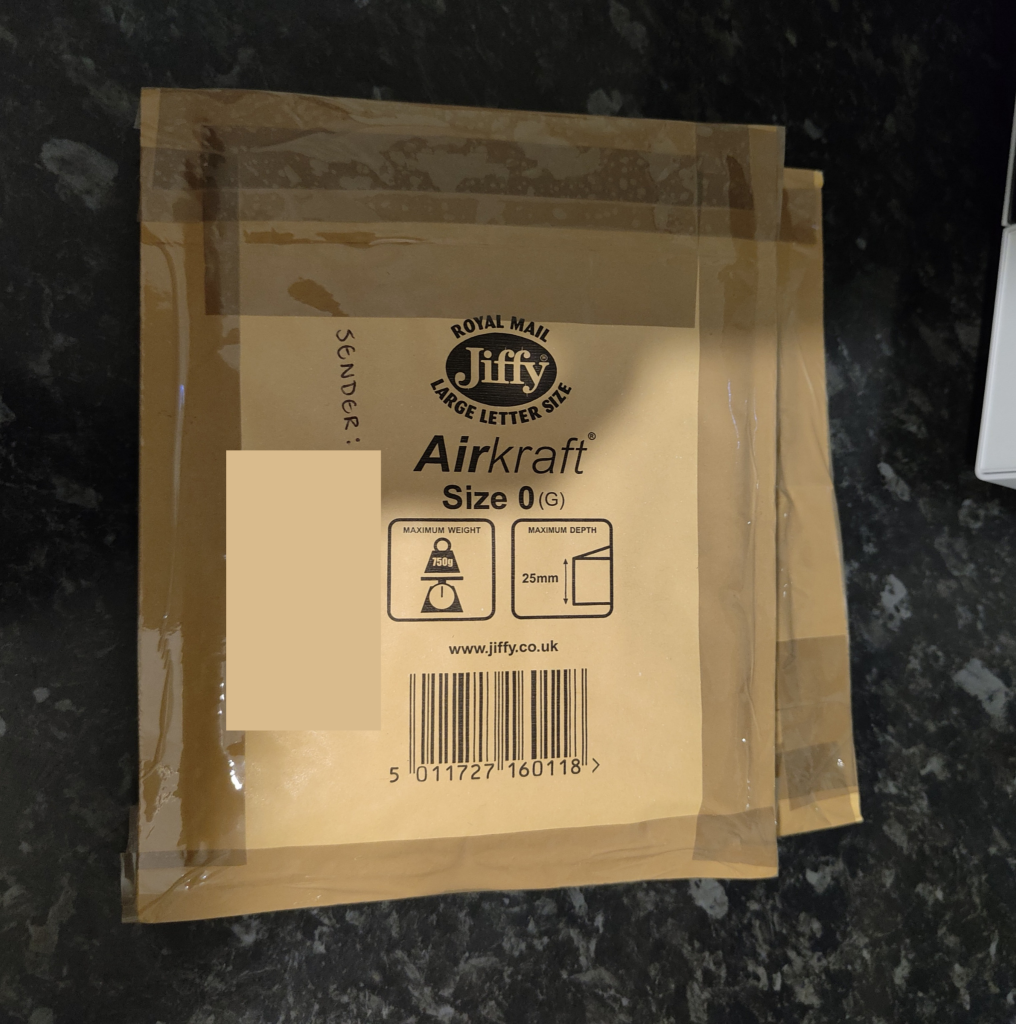 SENDER:
ROYAL MAIL
Jiffy®
LARGE LETTER SIZE
Airkraft®
Size 0 (G)
MAXIMUM WEIGHT
750g
MAXIMUM DEPTH
25mm
www.jiffy.co.uk
5 011727 160118 >